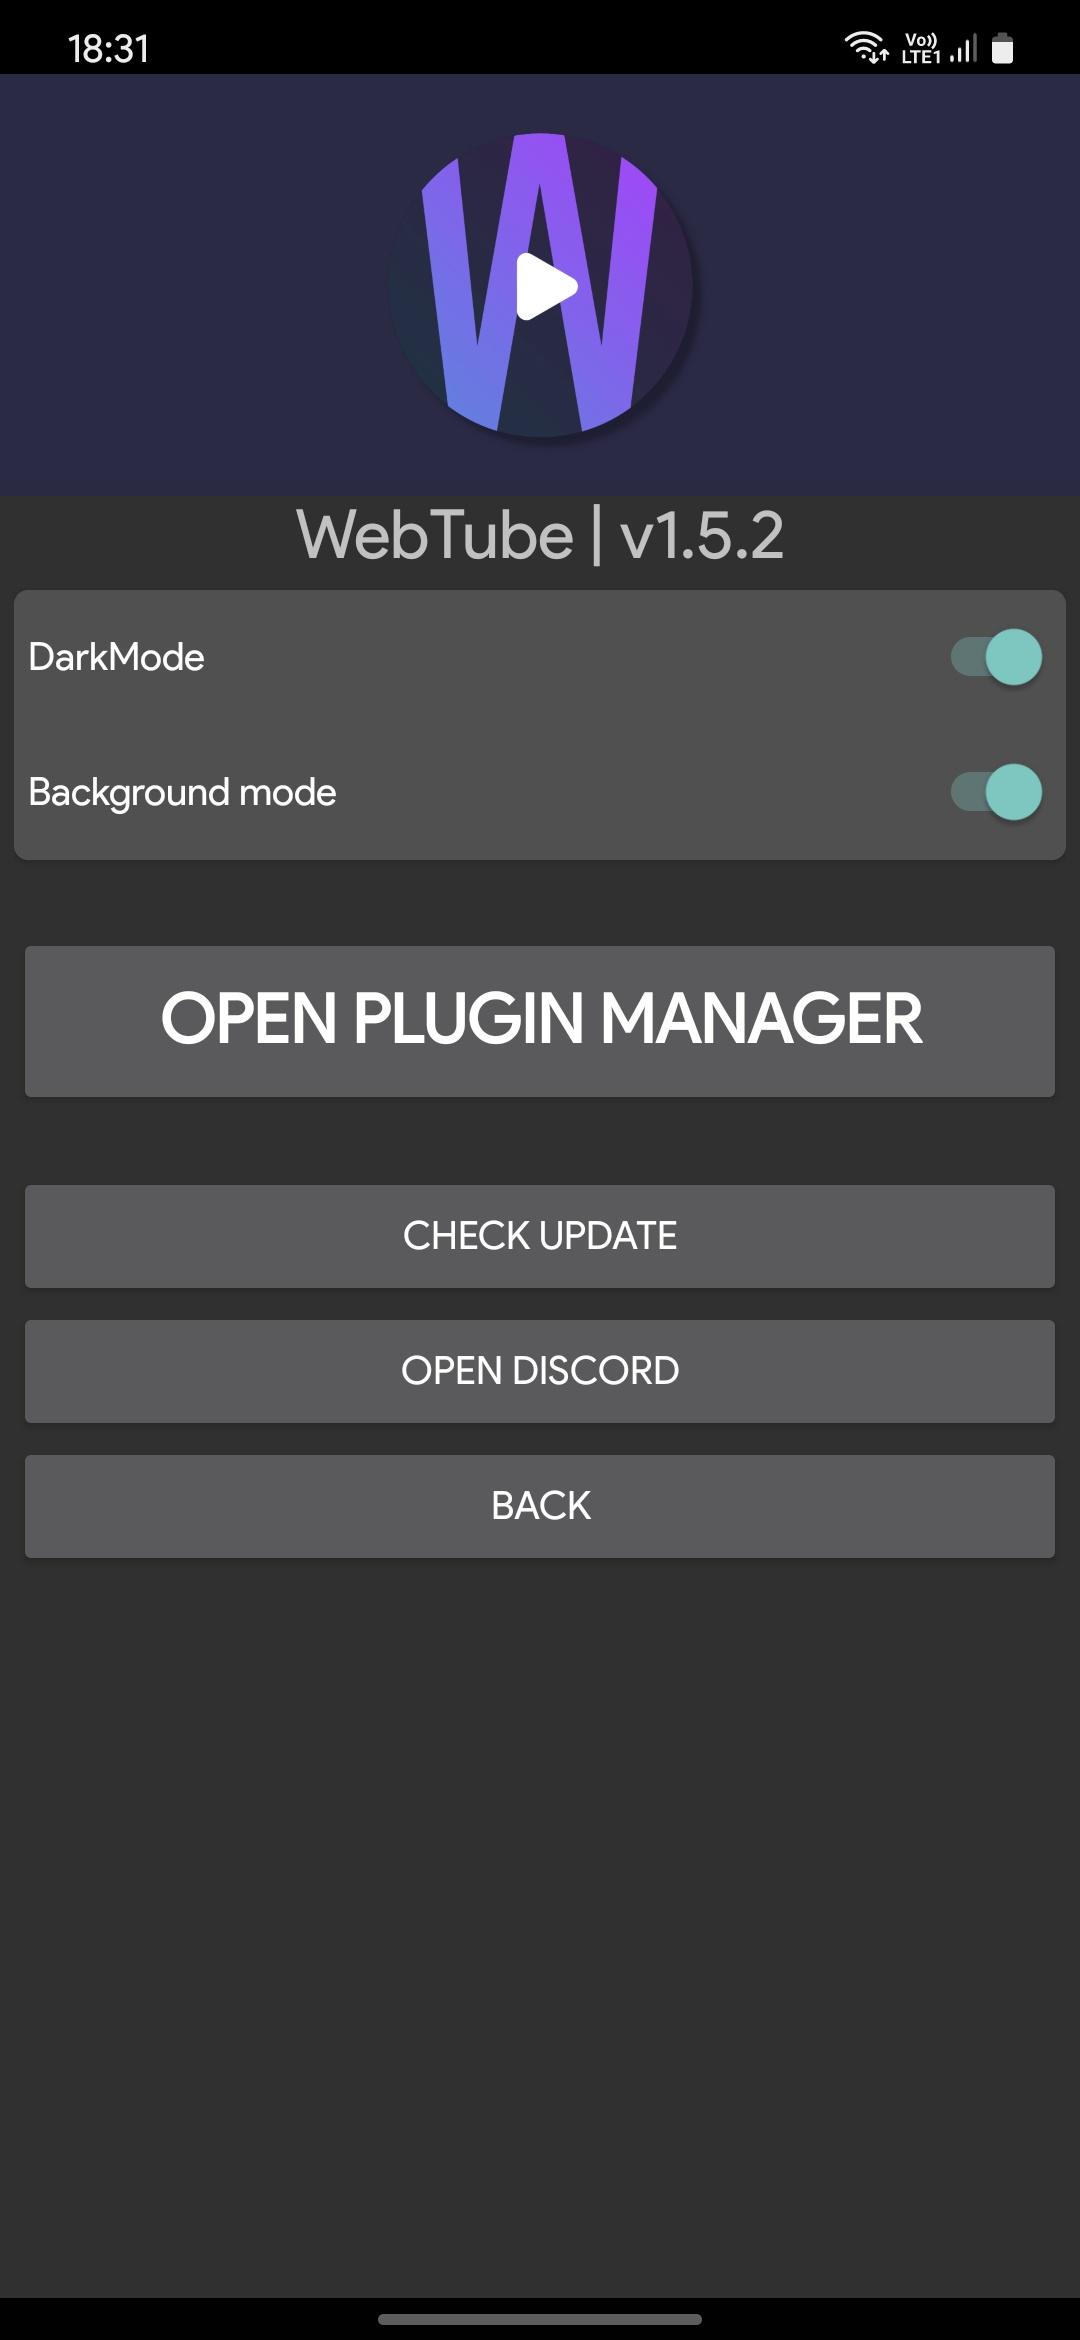 18:31
Vo))
LTE1
W
WebTube | v1.5.2
DarkMode
Background mode
OPEN PLUGIN MANAGER
CHECK UPDATE
OPEN DISCORD
BACK